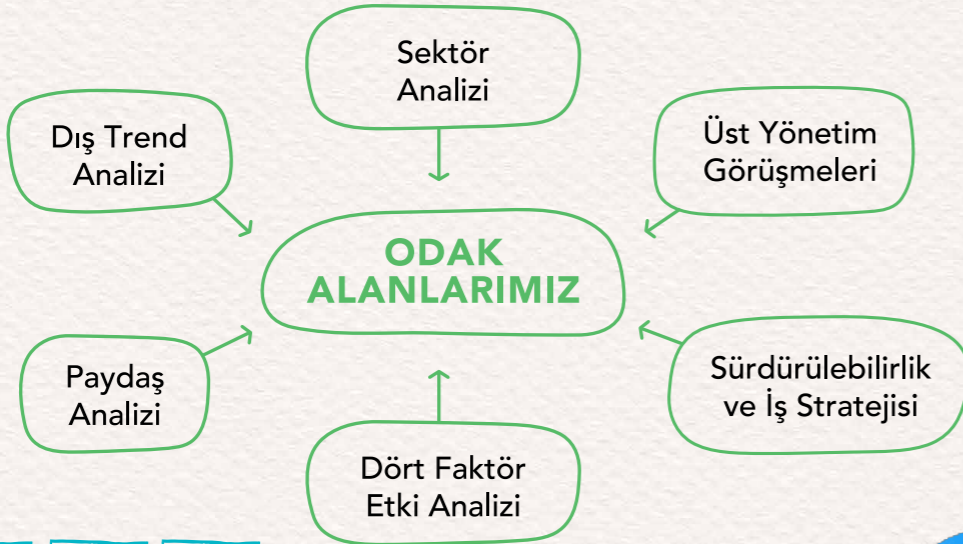 Sektör
Analizi
Dış Trend
Analizi
Üst Yönetim
Görüşmeleri
ODAK
ALANLARIMIZ
Paydaş
Analizi
Sürdürülebilirlik
ve İş Stratejisi
Dört Faktör
Etki Analizi